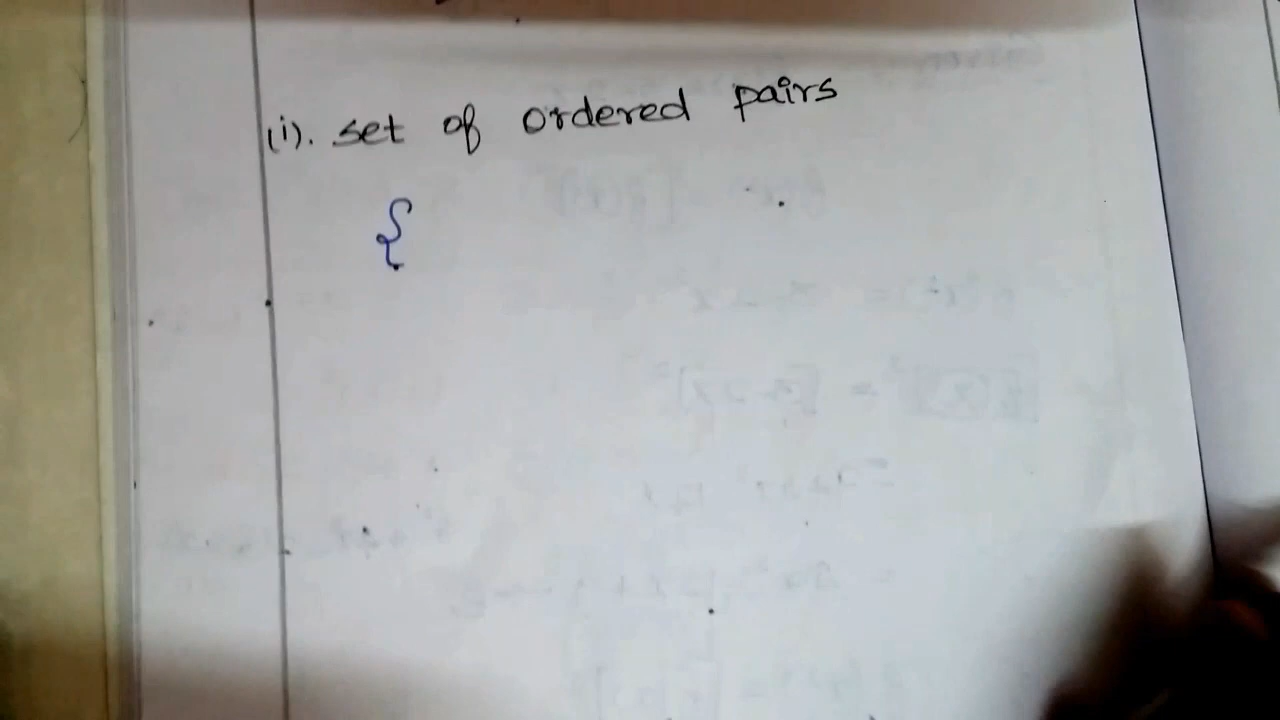 (i). set of ordered pairs
{